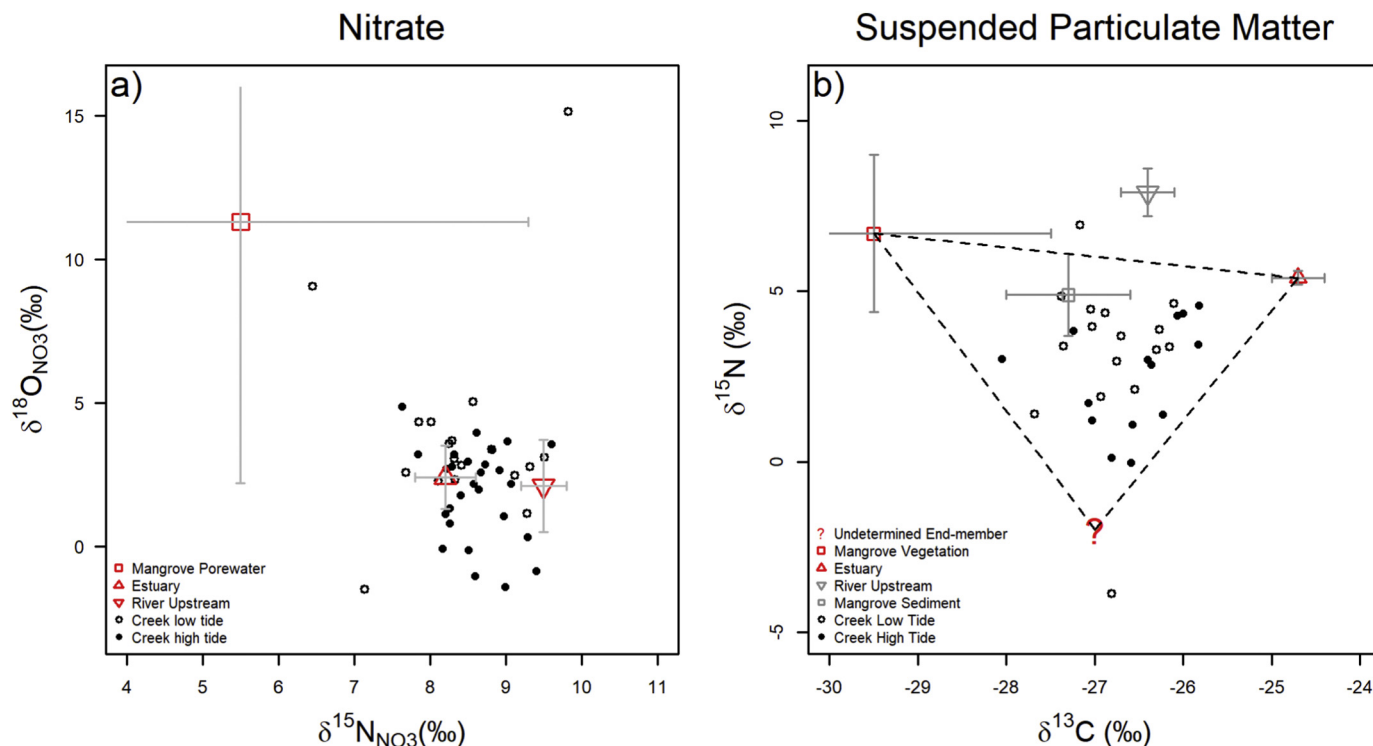 Nitrate
Suspended Particulate Matter
a)
δ18ONO3(‰)
15
10
5
0
Mangrove Porewater
Estuary
River Upstream
Creek low tide
Creek high tide
4 5 6 7 8 9 10 11
δ15NNO3(‰)
b)
δ15N (‰)
10
5
0
-5
?
? Undetermined End-member
Mangrove Vegetation
Estuary
River Upstream
Mangrove Sediment
Creek Low Tide
Creek High Tide
-30 -29 -28 -27 -26 -25 -24
δ13C (‰)